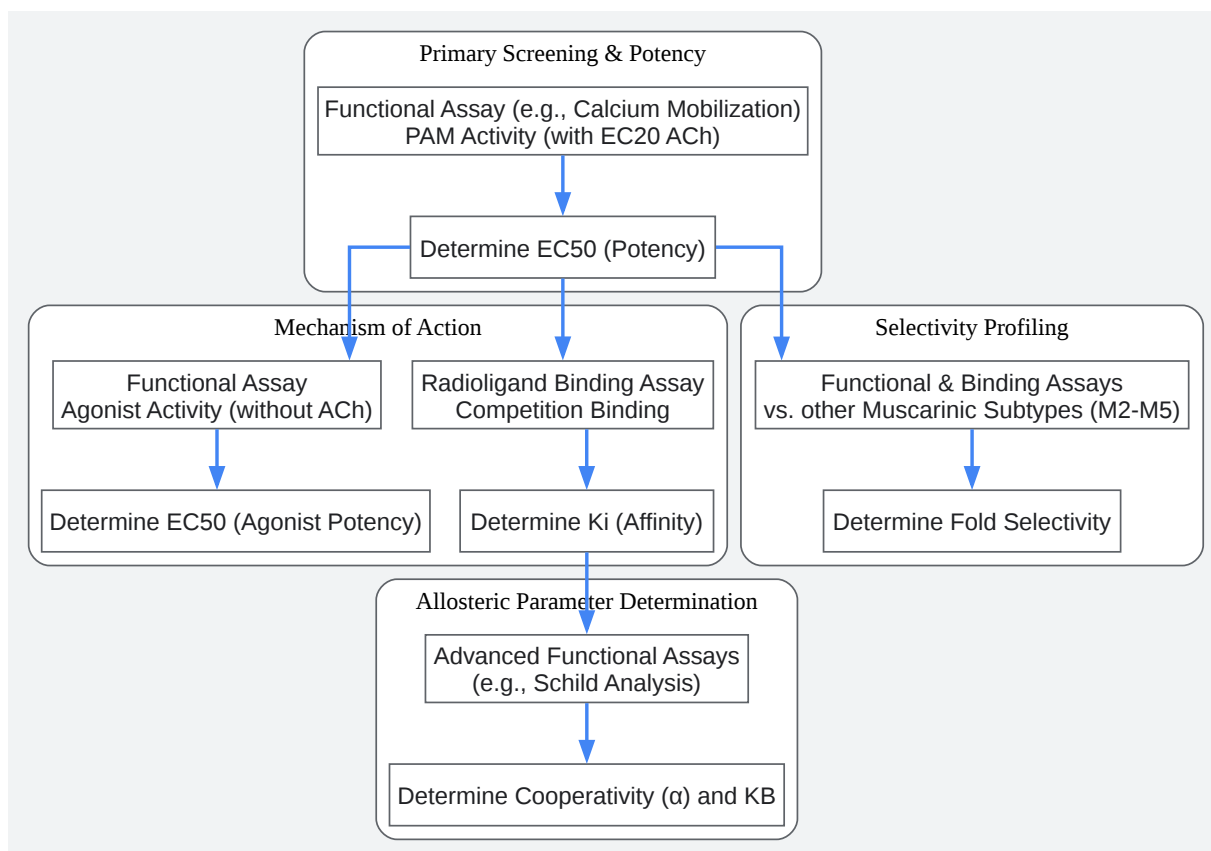 Primary Screening & Potency
Functional Assay (e.g., Calcium Mobilization)
PAM Activity (with EC20 ACh)
Determine EC50 (Potency)
Mechanism of Action
Functional Assay
Agonist Activity (without ACh)
Determine EC50 (Agonist Potency)
Radioligand Binding Assay
Competition Binding
Determine Ki (Affinity)
Selectivity Profiling
Functional & Binding Assays
vs. other Muscarinic Subtypes (M2-M5)
Determine Fold Selectivity
Allosteric Parameter Determination
Advanced Functional Assays
(e.g., Schild Analysis)
Determine Cooperativity (α) and KB